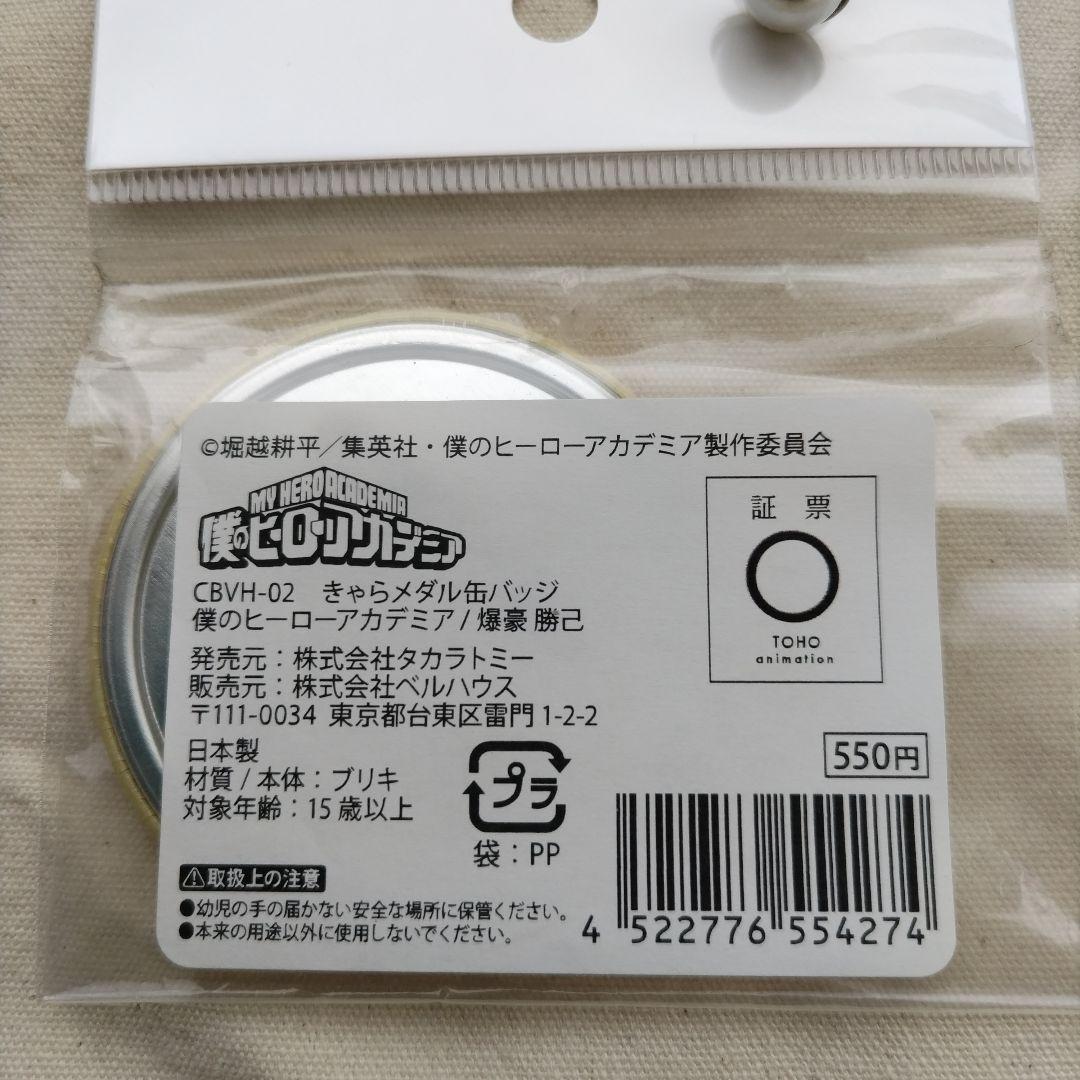 ©堀越耕平／集英社・僕のヒーローアカデミア製作委員会
MY HERO ACADEMIA
僕のヒーローアカデミア
CBVH-02　きゃらメダル缶バッジ
僕のヒーローアカデミア / 爆豪 勝己
証 票
TOHO
animation
発売元：株式会社タカラトミー
販売元：株式会社ベルハウス
〒111-0034 東京都台東区雷門 1-2-2
日本製
材質 / 本体：ブリキ
対象年齢：15 歳以上
プラ
袋：PP
550円
⚠取扱上の注意
●幼児の手の届かない安全な場所に保管ください。
●本来の用途以外に使用しないでください。
4 522776 554274